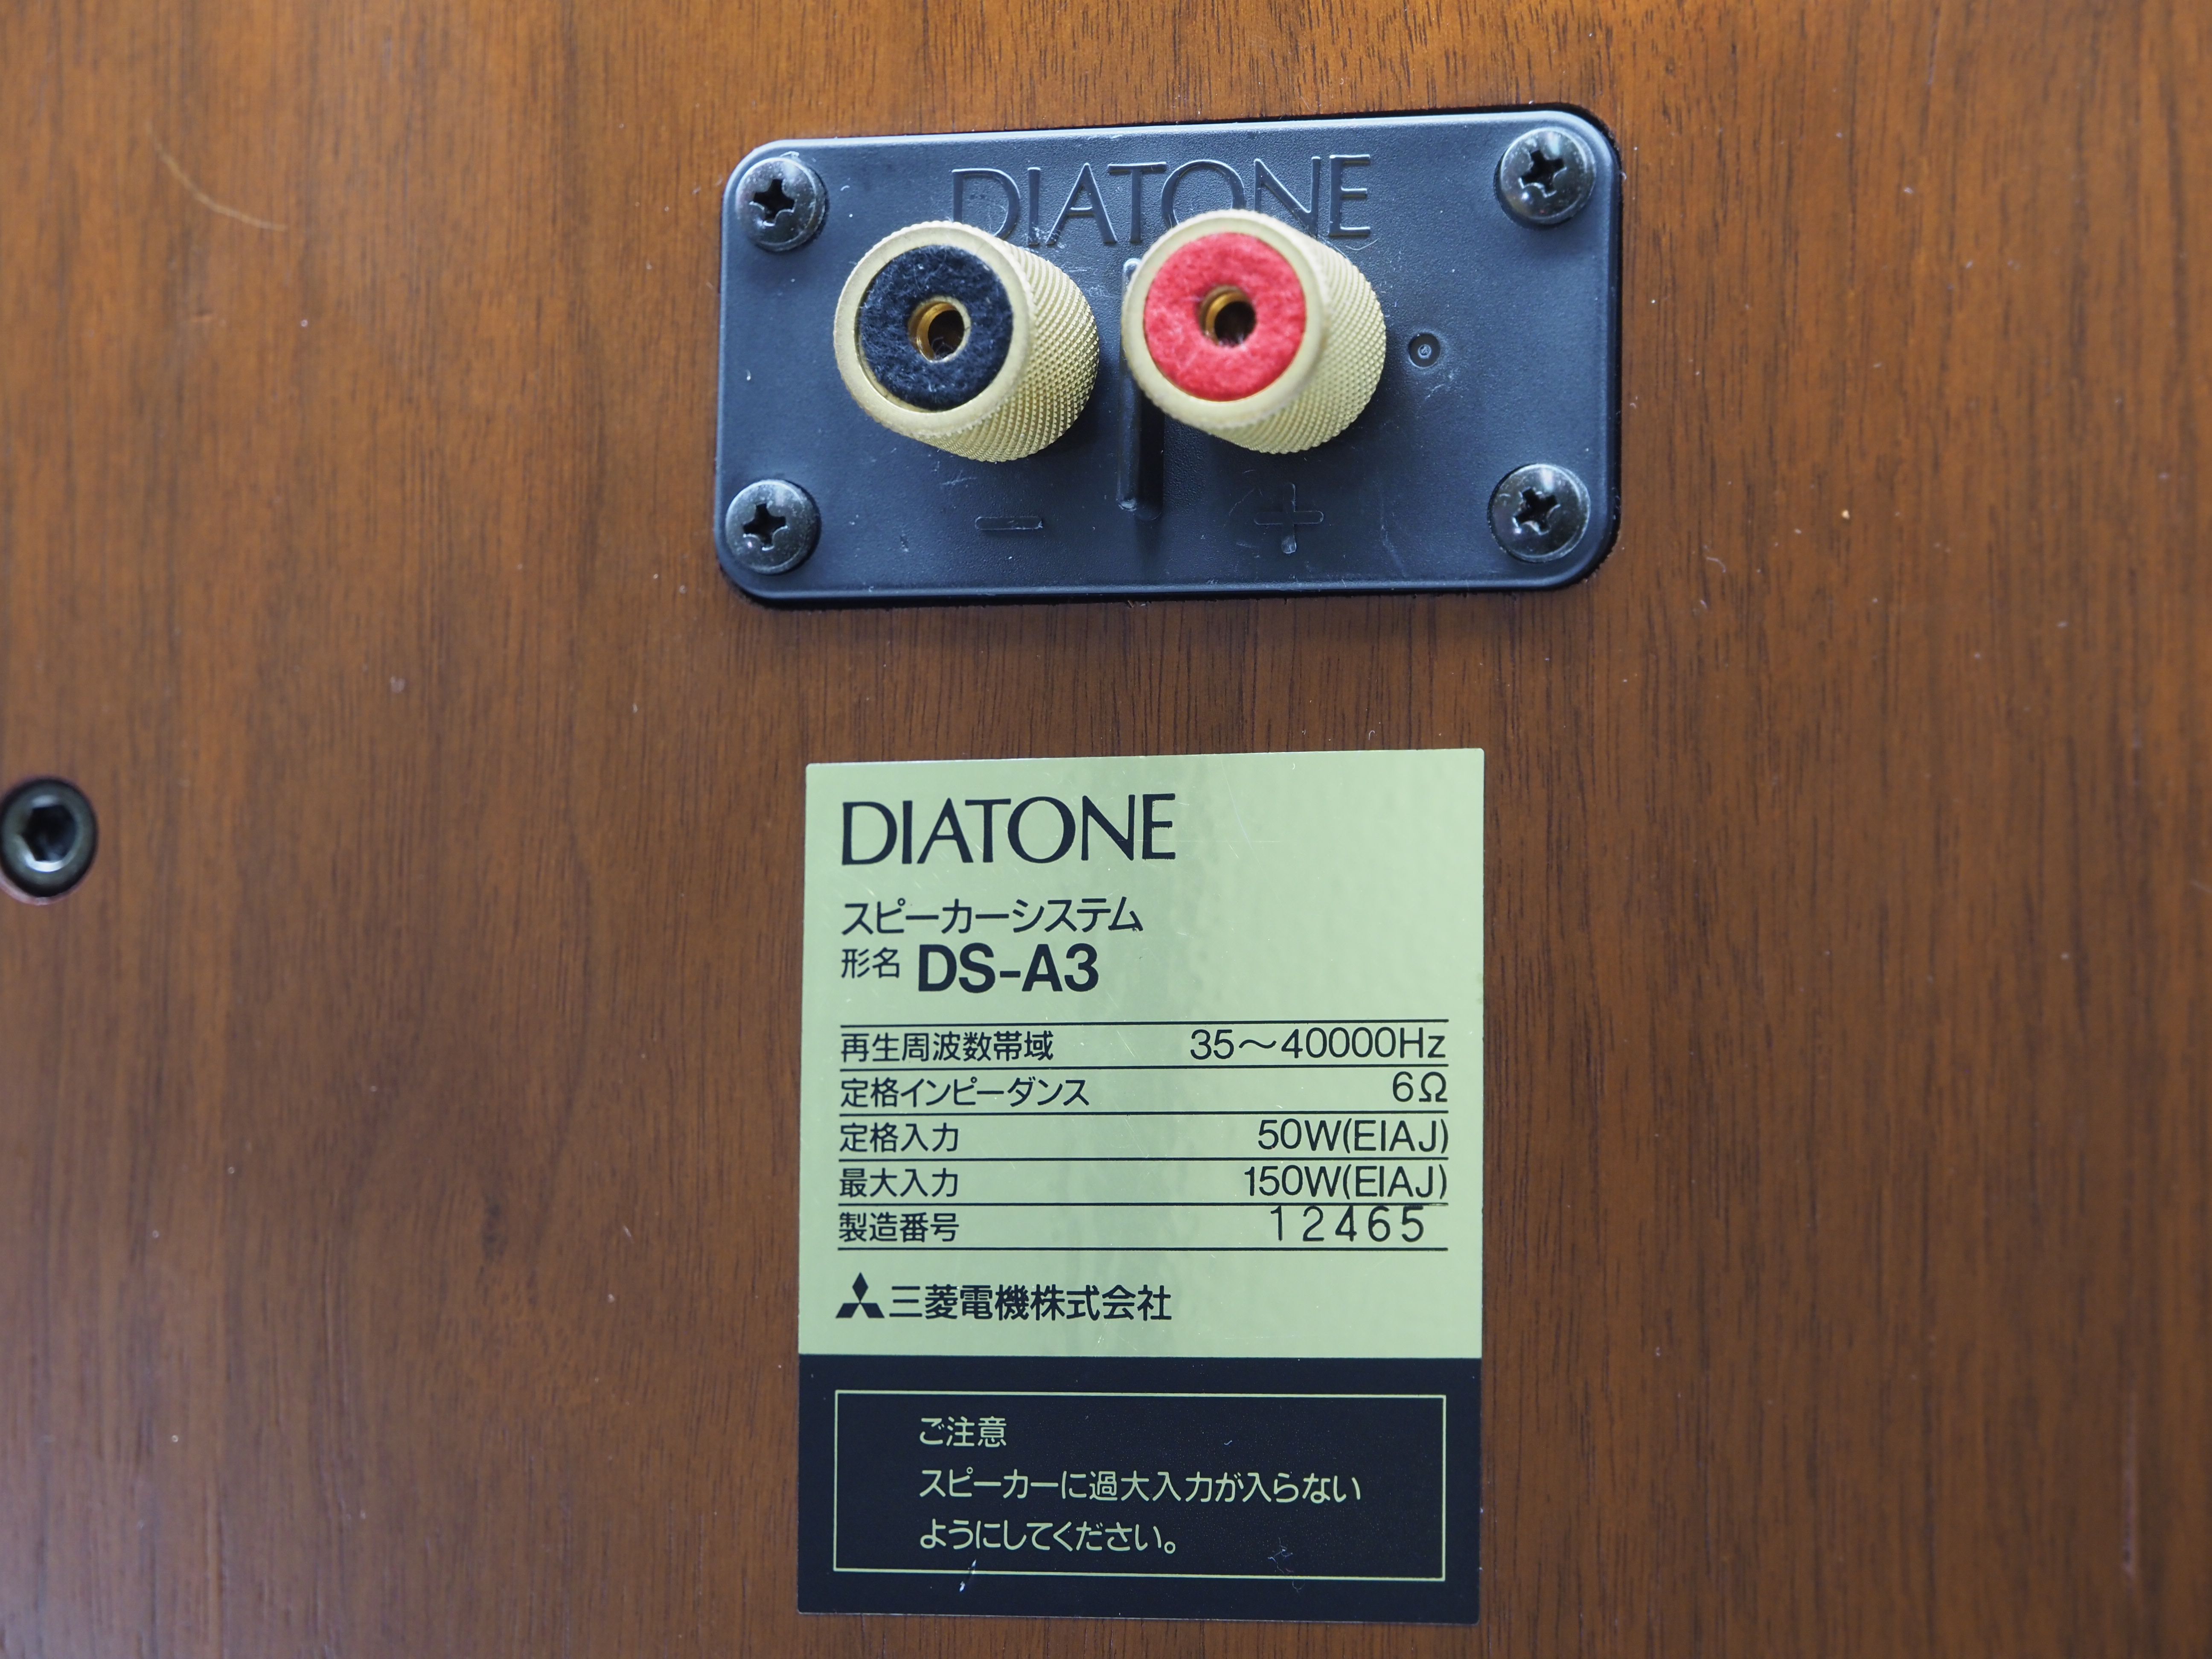 DIATONE
− +
DIATONE
スピーカーシステム
形名 DS-A3
再生周波数帯域 35〜40000Hz
定格インピーダンス 6Ω
定格入力 50W(EIAJ)
最大入力 150W(EIAJ)
製造番号 12465
三菱電機株式会社
ご注意
スピーカーに過大入力が入らない
ようにしてください。